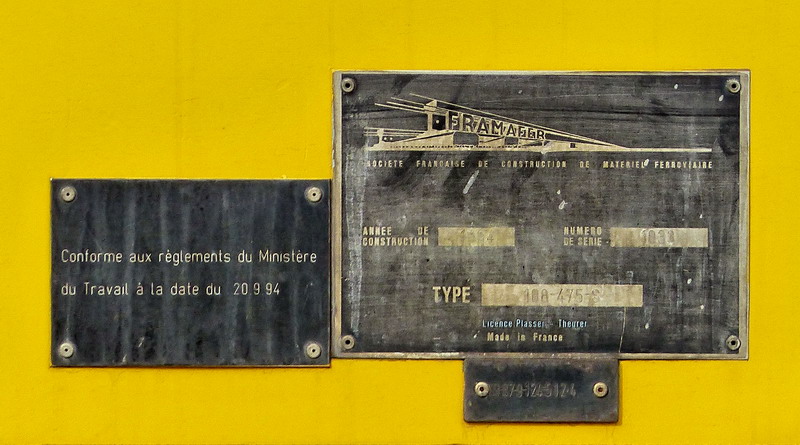 Conforme aux règlements du Ministère
du Travail à la date du 20 9 94
FRAMAFER
SOCIETE FRANCAISE DE CONSTRUCTION DE MATERIEL FERROVIAIRE
ANNEE DE
CONSTRUCTION
NUMERO
DE SERIE
TYPE
Licence Plasser Theurer
Made in France